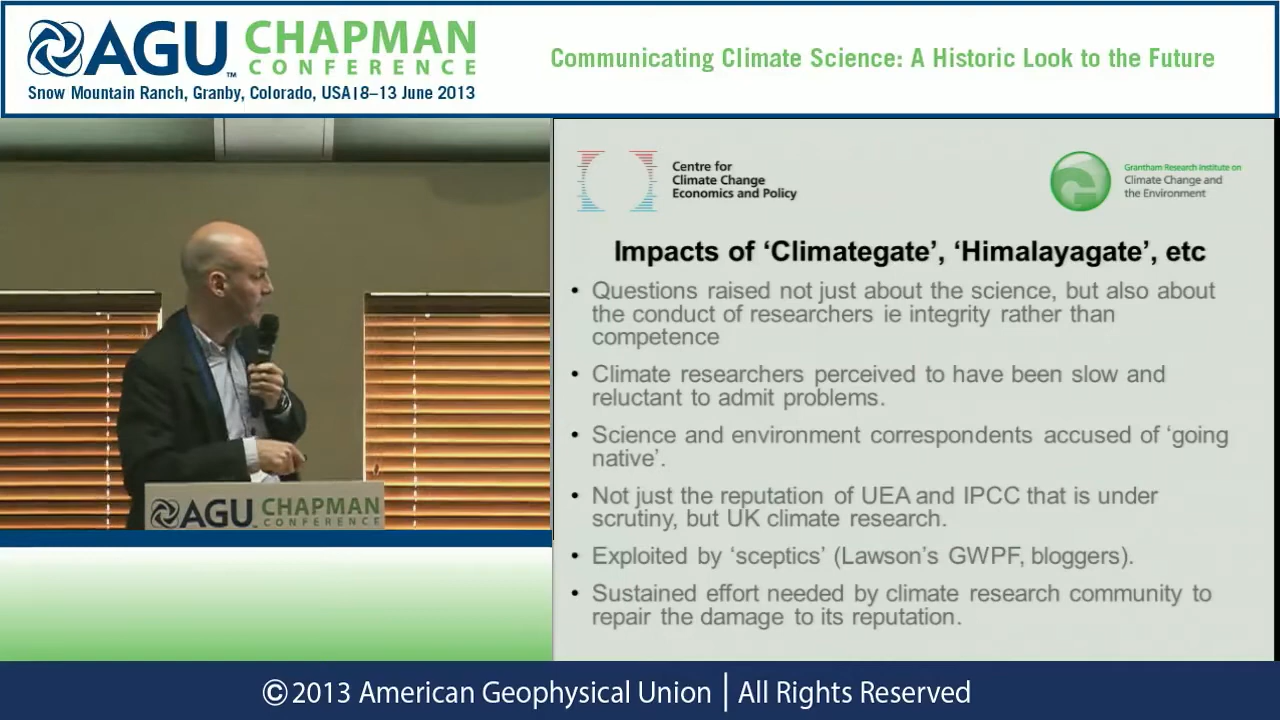 AGU CHAPMAN
CONFERENCE
™
Snow Mountain Ranch, Granby, Colorado, USA|8–13 June 2013
Communicating Climate Science: A Historic Look to the Future
Centre for
Climate Change
Economics and Policy
Grantham Research Institute on
Climate Change and
the Environment
Impacts of ‘Climategate’, ‘Himalayagate’, etc
• Questions raised not just about the science, but also about
the conduct of researchers ie integrity rather than
competence
• Climate researchers perceived to have been slow and
reluctant to admit problems.
• Science and environment correspondents accused of ‘going
native’.
• Not just the reputation of UEA and IPCC that is under
scrutiny, but UK climate research.
• Exploited by ‘sceptics’ (Lawson’s GWPF, bloggers).
• Sustained effort needed by climate research community to
repair the damage to its reputation.
AGU CHAPMAN
CONFERENCE
©2013 American Geophysical Union | All Rights Reserved